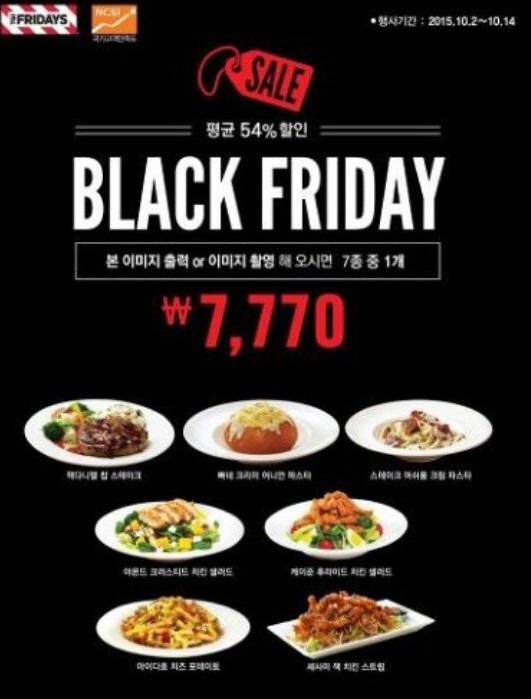 FRIDAYS
NCSI
국가고객만족도
• 행사기간 : 2015.10.2~10.14
SALE
평균 54% 할인
BLACK FRIDAY
본 이미지 출력 or 이미지 촬영 해 오시면 7종 중 1개
₩7,770
잭다니엘 찹 스테이크
빠네 크리미 어니언 파스타
스테이크 머쉬룸 크림 파스타
아몬드 크러스티드 치킨 샐러드
케이준 후라이드 치킨 샐러드
아이다호 치즈 포테이토
세사미 잭 치킨 스트립